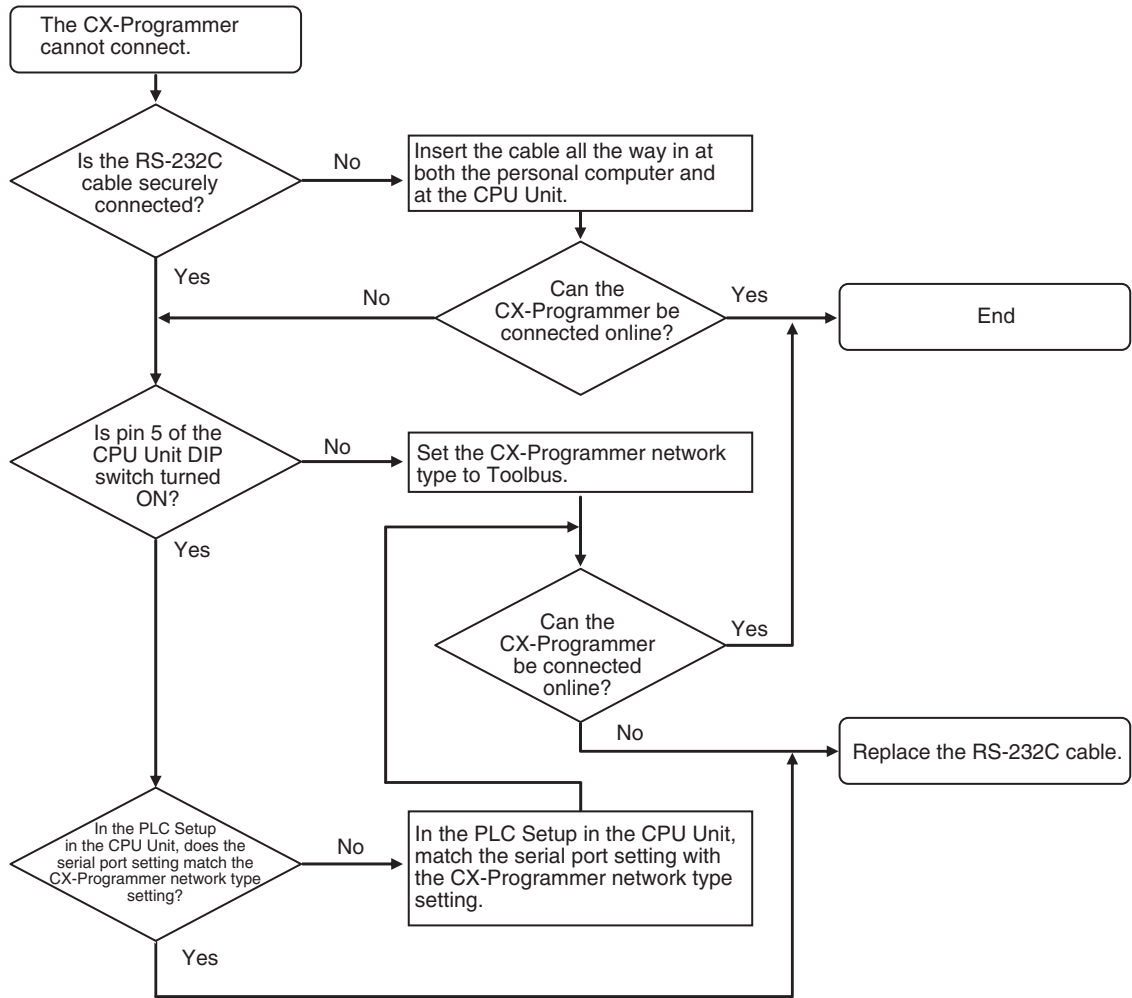 The CX-Programmer
cannot connect.
Is the RS-232C
cable securely
connected?
No
Insert the cable all the way in at
both the personal computer and
at the CPU Unit.
Yes
No
Can the
CX-Programmer be
connected online?
Yes
End
Is pin 5 of the
CPU Unit DIP
switch turned
ON?
No
Set the CX-Programmer network
type to Toolbus.
Yes
Can the
CX-Programmer
be connected
online?
Yes
No
Replace the RS-232C cable.
In the PLC Setup
in the CPU Unit, does the
serial port setting match the
CX-Programmer network type
setting?
No
In the PLC Setup in the CPU Unit,
match the serial port setting with
the CX-Programmer network type
setting.
Yes